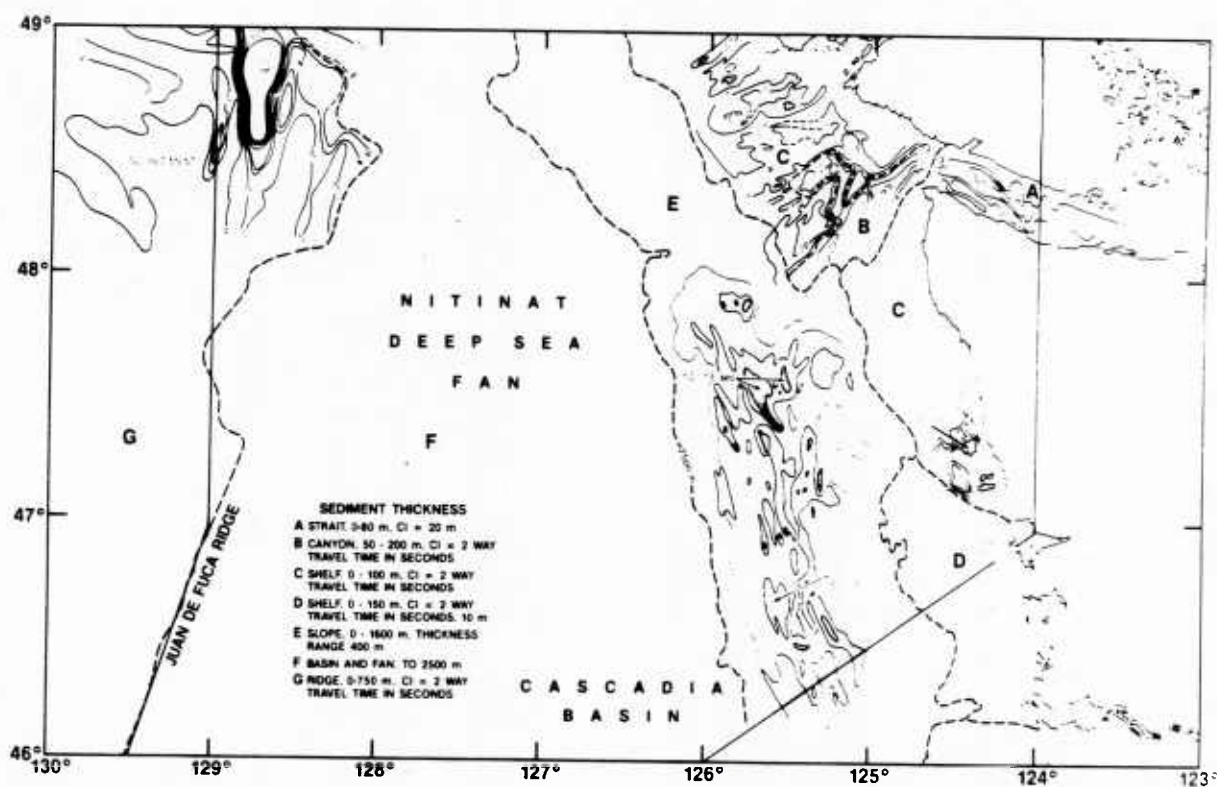 49°
48°
47°
46°
130°
129°
128°
127°
126°
125°
124°
123°
A
B
C
C
D
E
F
G
NITINAT
DEEP SEA
FAN
CASCADIA
BASIN
JUAN DE FUCA RIDGE
SEDIMENT THICKNESS
A STRAIT. 0-80 m. CI = 20 m
B CANYON. 50 - 200 m. CI = 2 WAY
TRAVEL TIME IN SECONDS
C SHELF. 0 - 100 m. CI = 2 WAY
TRAVEL TIME IN SECONDS
D SHELF. 0 - 150 m. CI = 2 WAY
TRAVEL TIME IN SECONDS. 10 m
E SLOPE. 0 - 1600 m. THICKNESS
RANGE 400 m
F BASIN AND FAN. TO 2500 m
G RIDGE. 0-750 m. CI = 2 WAY
TRAVEL TIME IN SECONDS